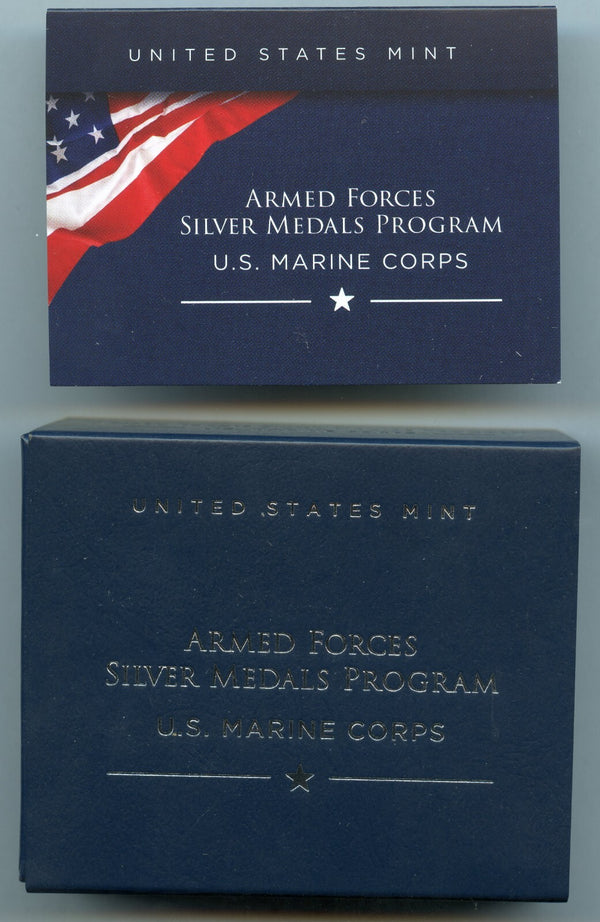 UNITED STATES MINT
ARMED FORCES
SILVER MEDALS PROGRAM
U.S. MARINE CORPS
UNITED STATES MINT
ARMED FORCES
SILVER MEDALS PROGRAM
U.S. MARINE CORPS